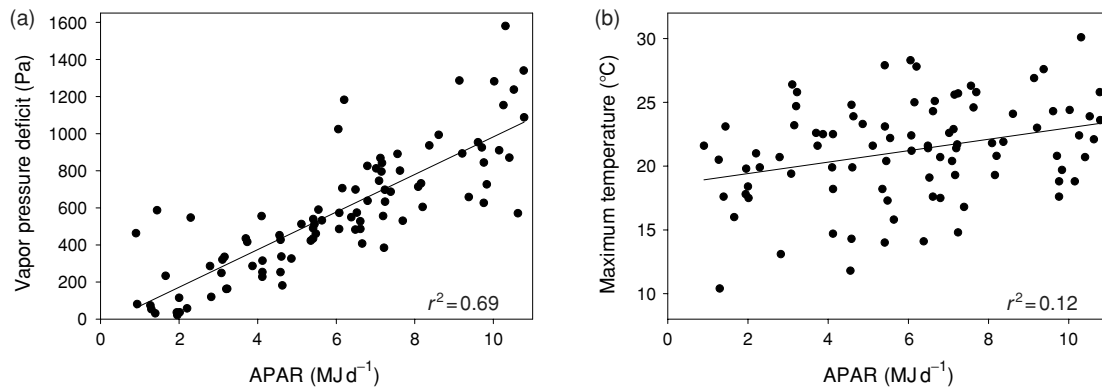 (a)
1600
1400
1200
1000
800
600
400
200
0
Vapor pressure deficit (Pa)
r² = 0.69
0 2 4 6 8 10
APAR (MJ d⁻¹)
(b)
30
25
20
15
10
Maximum temperature (°C)
r² = 0.12
0 2 4 6 8 10
APAR (MJ d⁻¹)